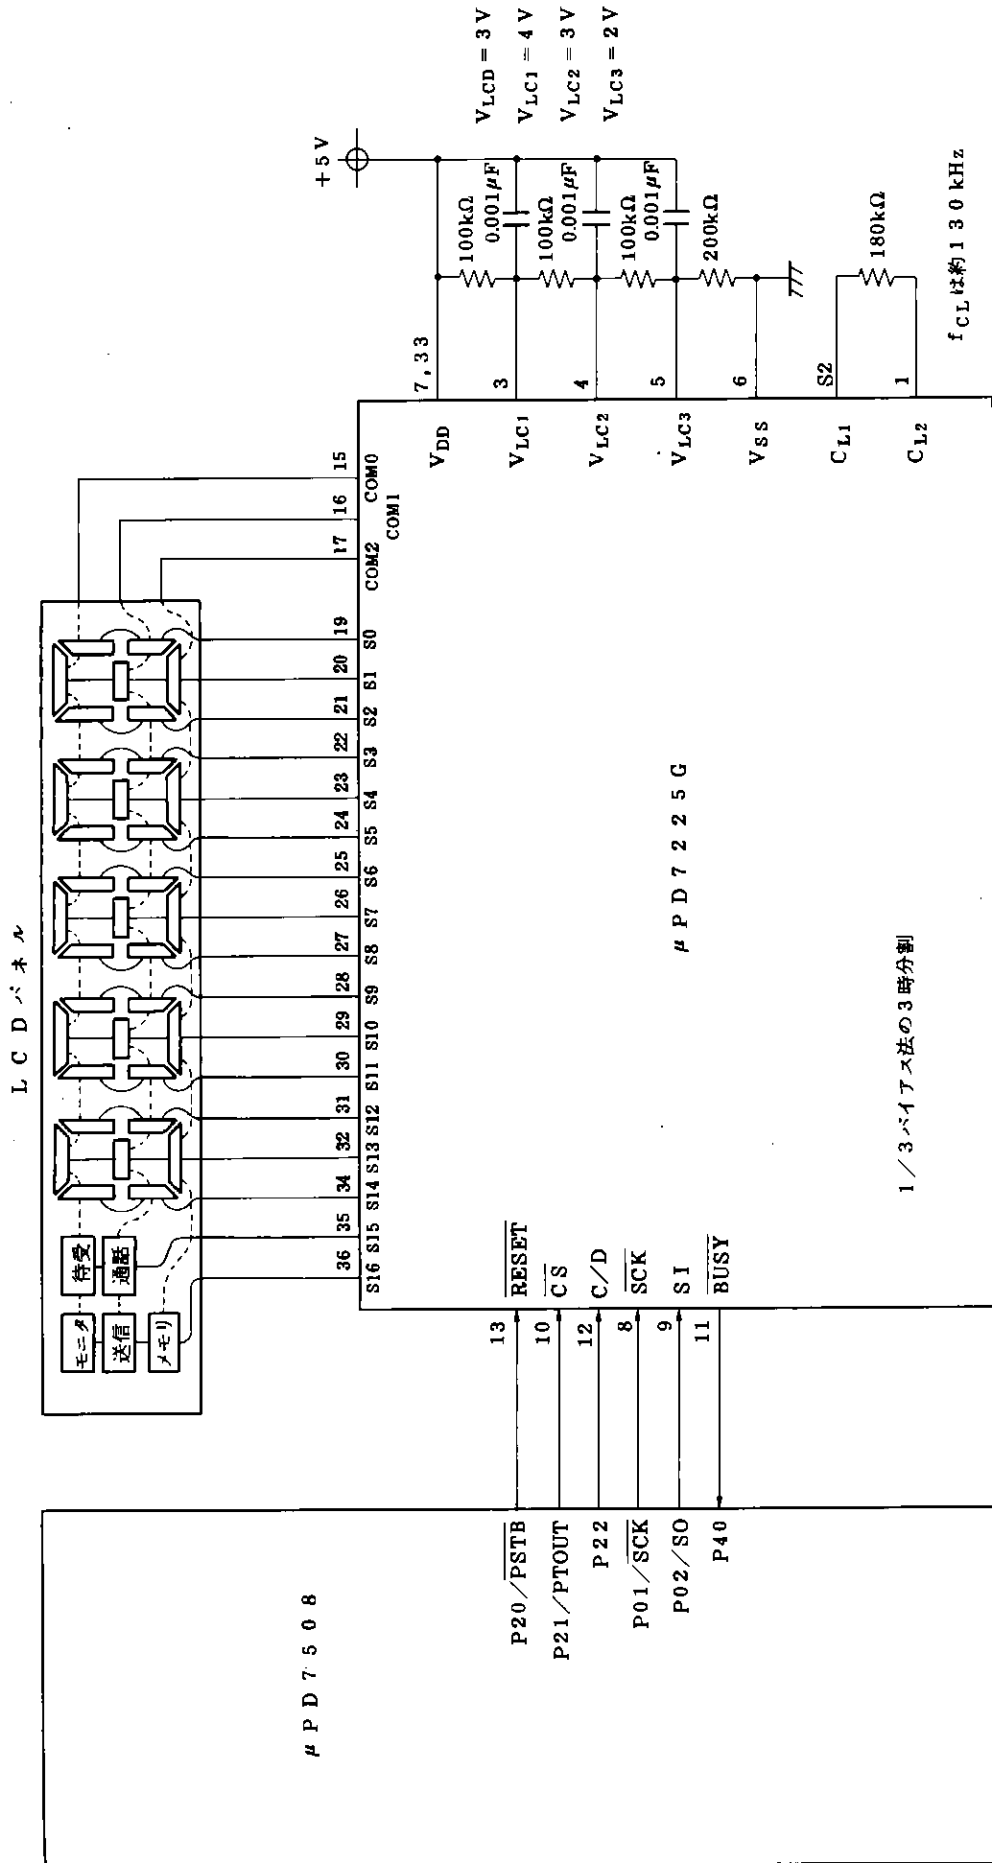 LCDパネル
モニタ
送信
メモリ
待受
通話
+5V
VLCD=3V
VLC1=4V
VLC2=3V
VLC3=2V
100kΩ
0.001μF
100kΩ
0.001μF
100kΩ
0.001μF
200kΩ
180kΩ
fCLは約130kHz
7,33
3
4
5
6
S2
1
VDD
VLC1
VLC2
VLC3
VSS
CL1
CL2
36 35 34 32 31 30 29 28 27 26 25 24 23 22 21 20 19 17 16 15
S16 S15 S14 S13 S12 S11 S10 S9 S8 S7 S6 S5 S4 S3 S2 S1 S0 COM2 COM1 COM0
μPD7225G
1/3バイアス法の3時分割
μPD7508
P20/PSTB 13 RESET
P21/PTOUT 10 CS
P22 12 C/D
P01/SCK 8 SCK
P02/SO 9 SI
P40 11 BUSY